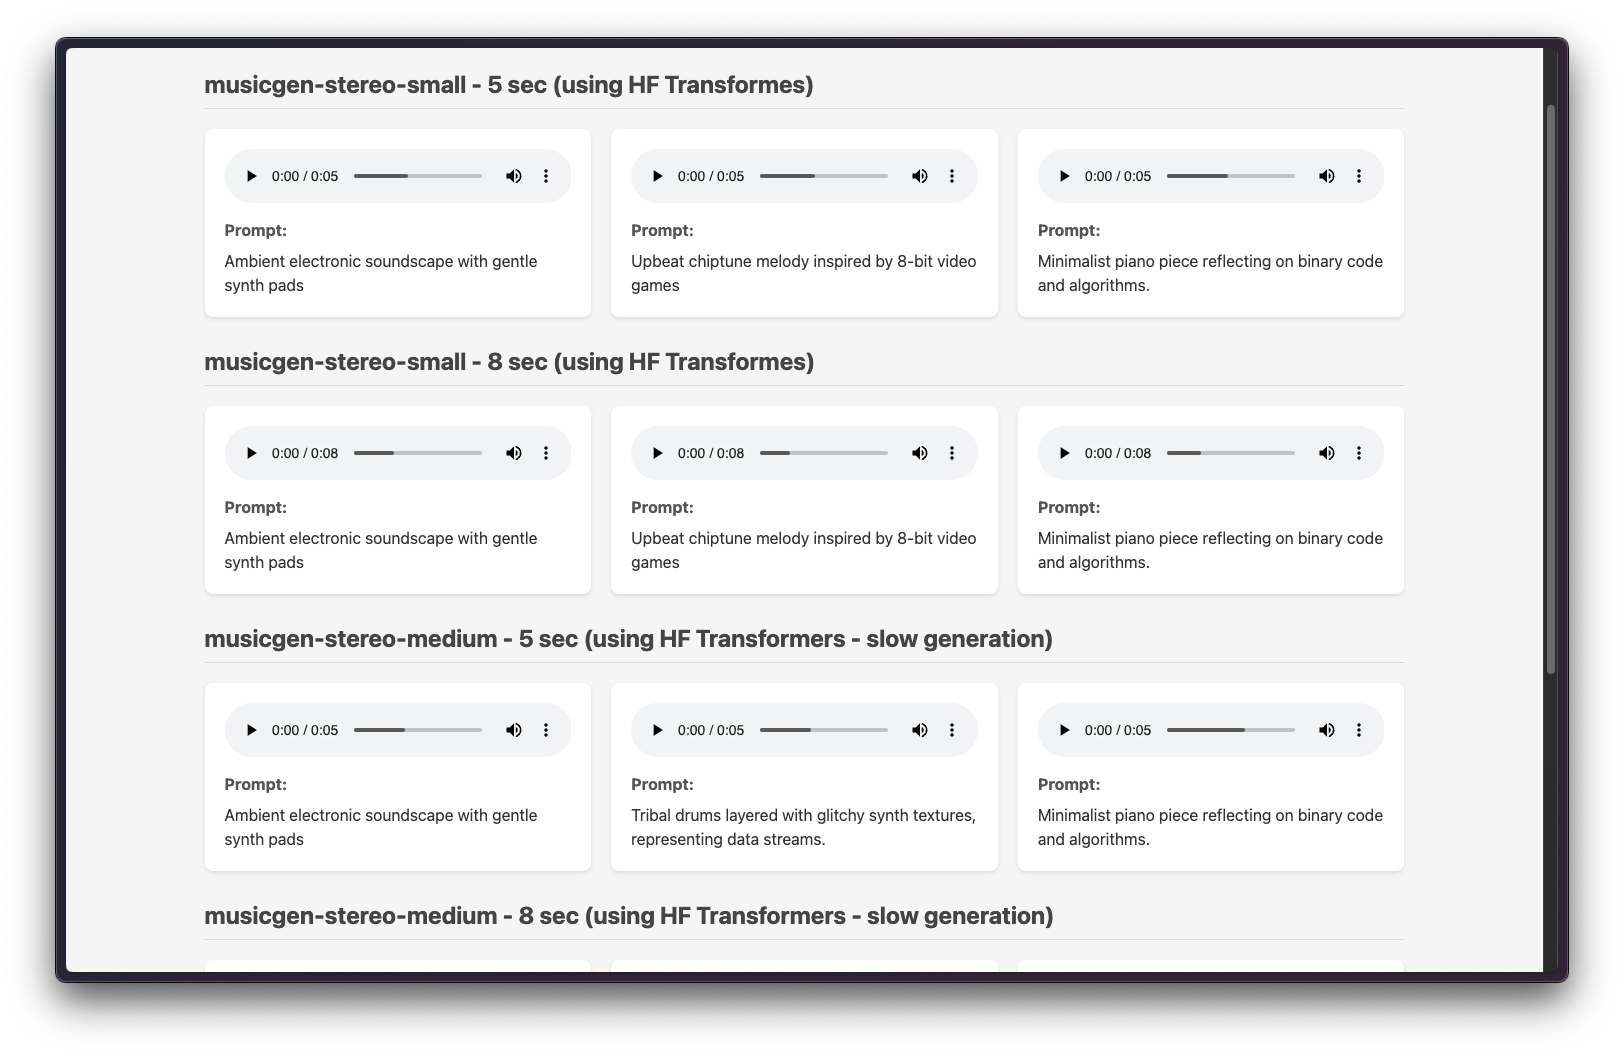 musicgen-stereo-small - 5 sec (using HF Transformes)
0:00 / 0:05
0:00 / 0:05
0:00 / 0:05
Prompt:
Ambient electronic soundscape with gentle
synth pads
Prompt:
Upbeat chiptune melody inspired by 8-bit video
games
Prompt:
Minimalist piano piece reflecting on binary code
and algorithms.
musicgen-stereo-small - 8 sec (using HF Transformes)
0:00 / 0:08
0:00 / 0:08
0:00 / 0:08
Prompt:
Ambient electronic soundscape with gentle
synth pads
Prompt:
Upbeat chiptune melody inspired by 8-bit video
games
Prompt:
Minimalist piano piece reflecting on binary code
and algorithms.
musicgen-stereo-medium - 5 sec (using HF Transformers - slow generation)
0:00 / 0:05
0:00 / 0:05
0:00 / 0:05
Prompt:
Ambient electronic soundscape with gentle
synth pads
Prompt:
Tribal drums layered with glitchy synth textures,
representing data streams.
Prompt:
Minimalist piano piece reflecting on binary code
and algorithms.
musicgen-stereo-medium - 8 sec (using HF Transformers - slow generation)